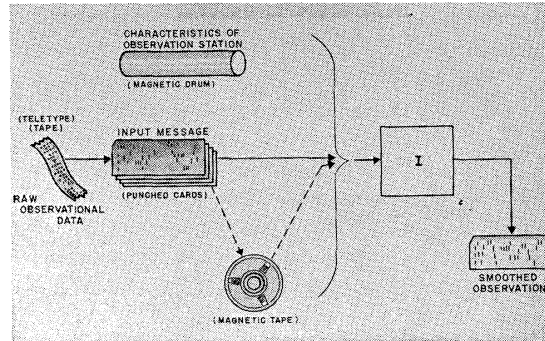 CHARACTERISTICS OF
OBSERVATION STATION
(MAGNETIC DRUM)
(TELETYPE)
(TAPE)
INPUT MESSAGE
RAW
OBSERVATIONAL
DATA
(PUNCHED CARDS)
I
(MAGNETIC TAPE)
SMOOTHED
OBSERVATION